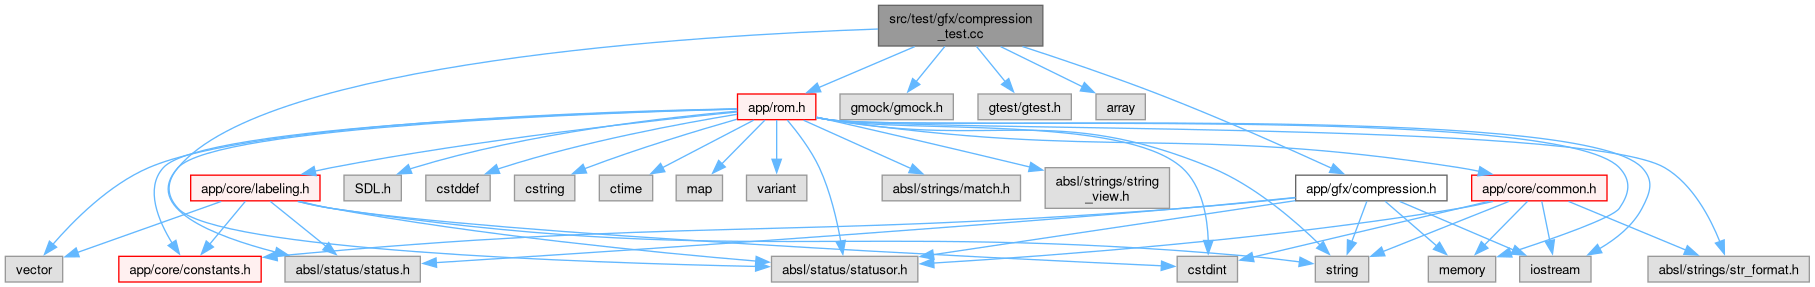 src/test/gfx/compression
_test.cc
app/rom.h
gmock/gmock.h
gtest/gtest.h
array
app/core/labeling.h
SDL.h
cstddef
cstring
ctime
map
variant
absl/strings/match.h
absl/strings/string
_view.h
app/gfx/compression.h
app/core/common.h
vector
app/core/constants.h
absl/status/status.h
absl/status/statusor.h
cstdint
string
memory
iostream
absl/strings/str_format.h